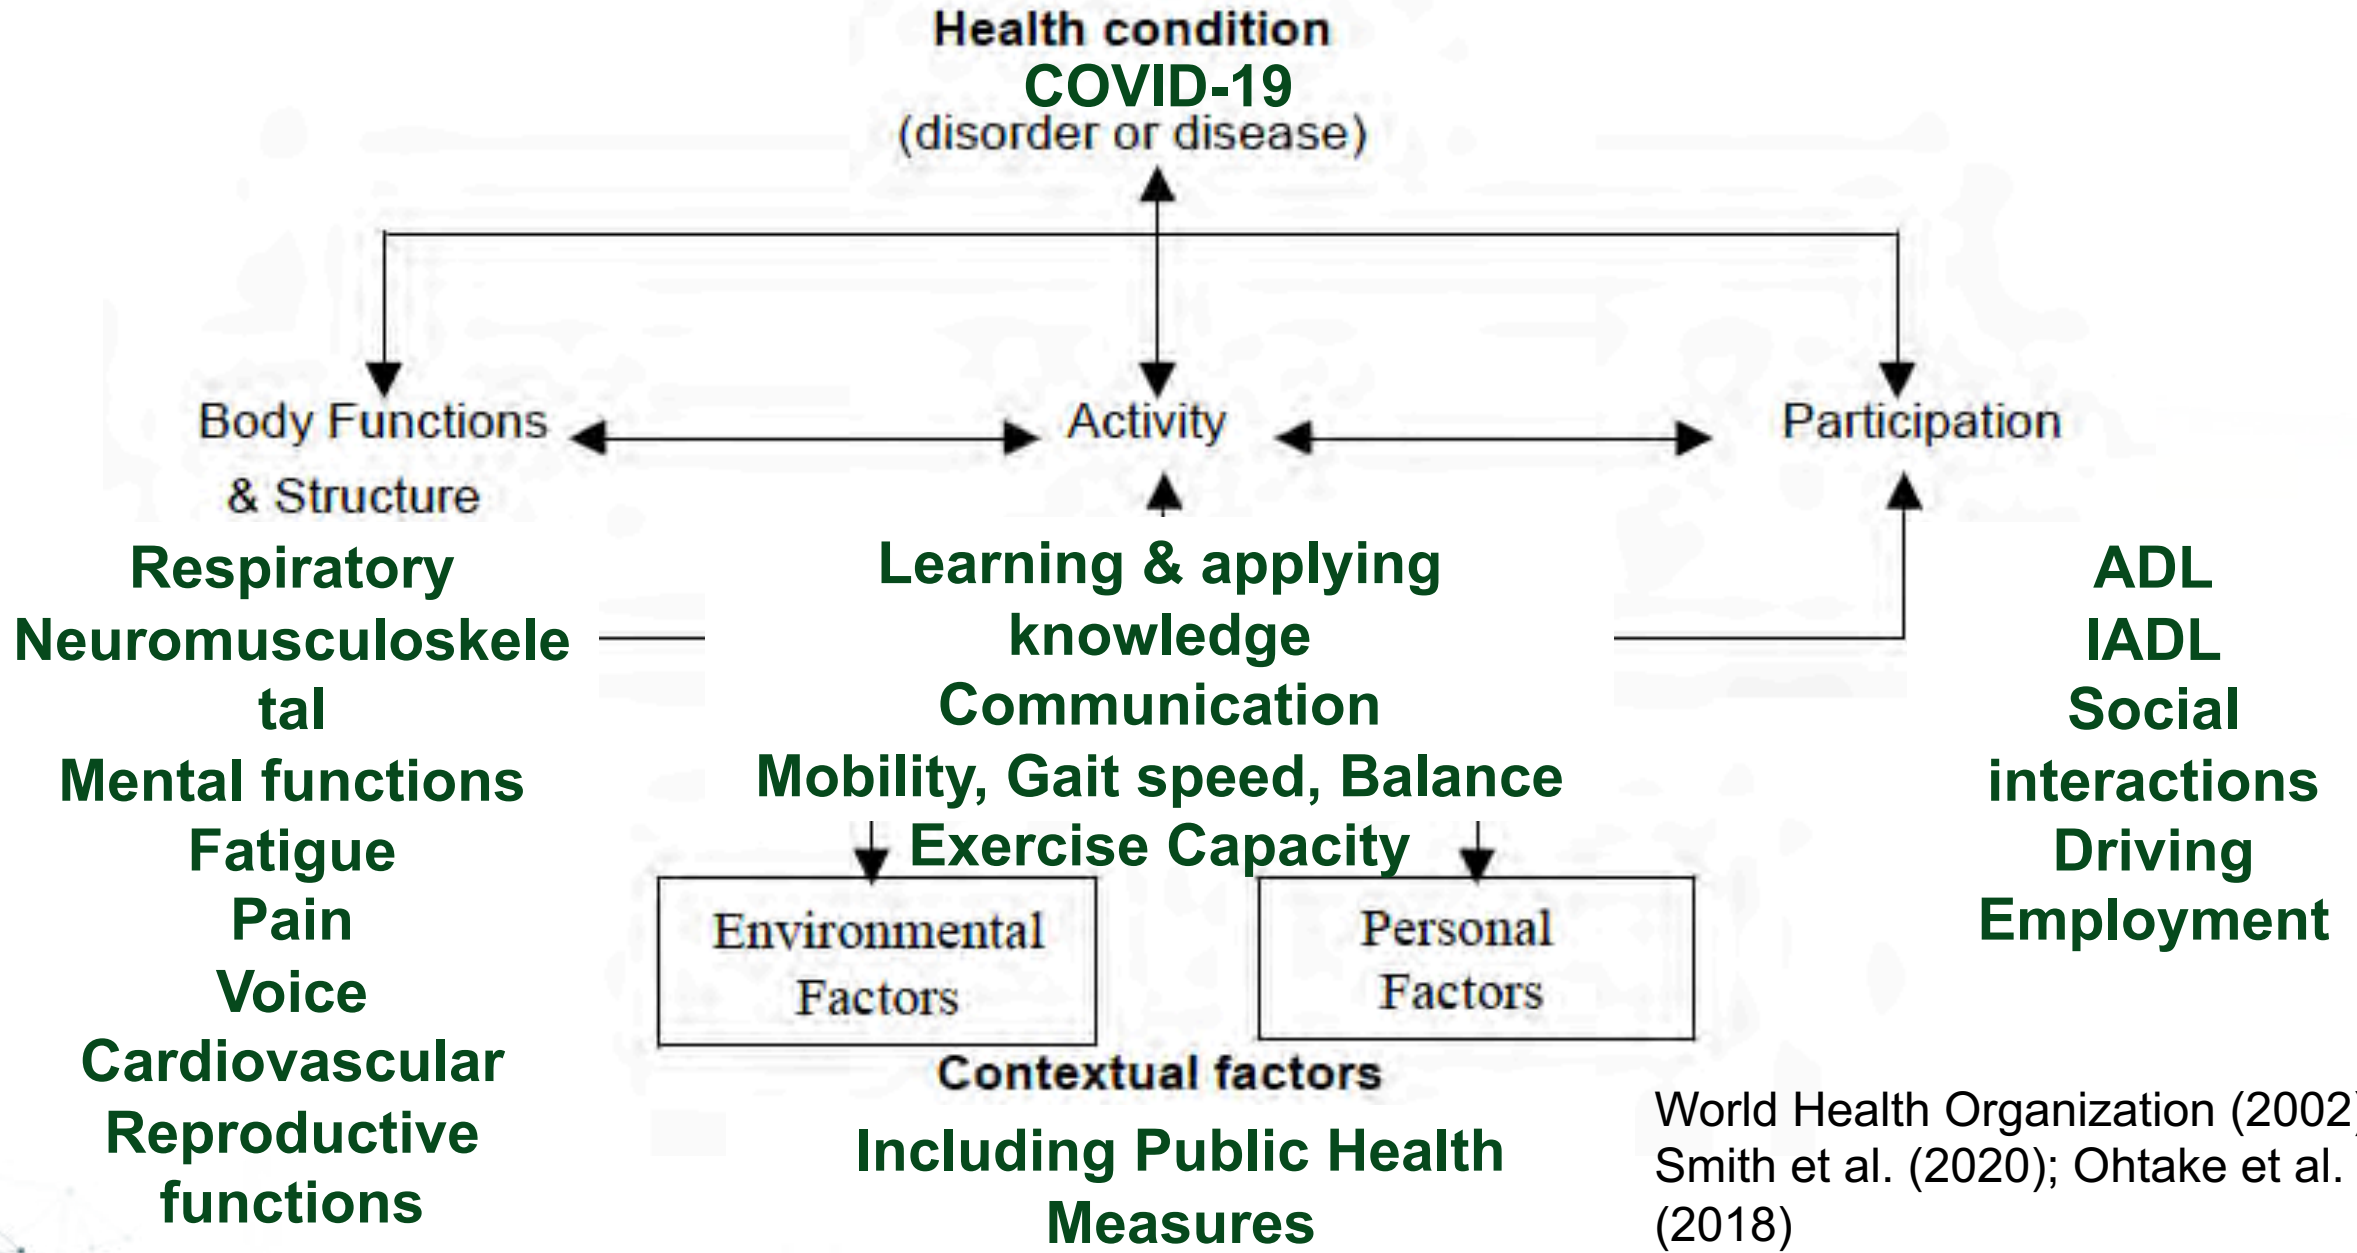 Health condition
COVID-19
(disorder or disease)
Body Functions
& Structure
Activity
Participation
Respiratory
Neuromusculoskele
tal
Mental functions
Fatigue
Pain
Voice
Cardiovascular
Reproductive
functions
Learning & applying
knowledge
Communication
Mobility, Gait speed, Balance
Exercise Capacity
ADL
IADL
Social
interactions
Driving
Employment
Environmental
Factors
Personal
Factors
Contextual factors
Including Public Health
Measures
World Health Organization (2002)
Smith et al. (2020); Ohtake et al.
(2018)